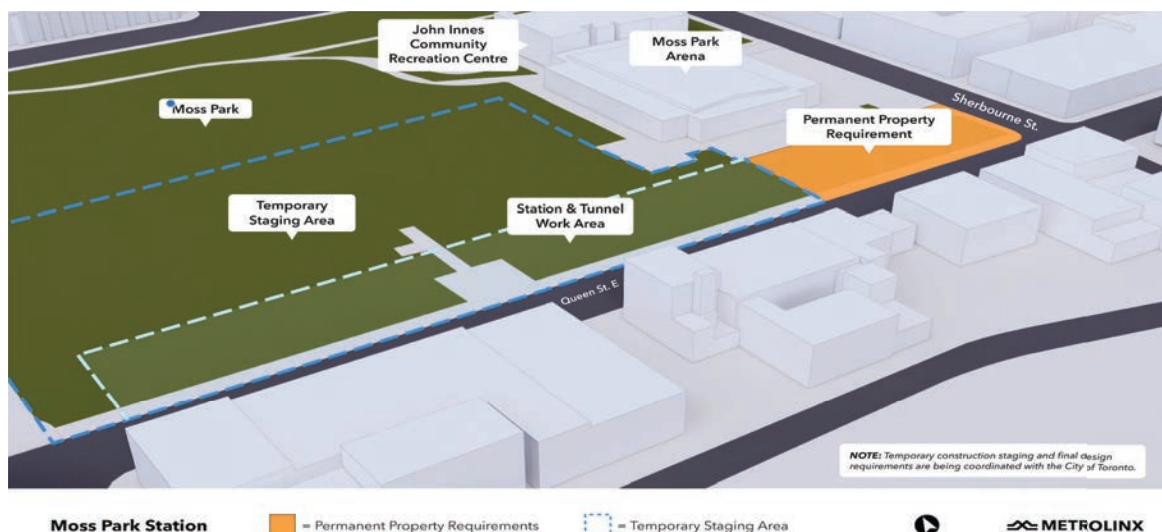 John Innes
Community
Recreation Centre
Moss Park
Arena
Moss Park
Sherbourne St.
Permanent Property
Requirement
Temporary
Staging Area
Station & Tunnel
Work Area
Queen St. E
NOTE: Temporary construction staging and final design
requirements are being coordinated with the City of Toronto.
Moss Park Station
= Permanent Property Requirements
= Temporary Staging Area
METROLINX